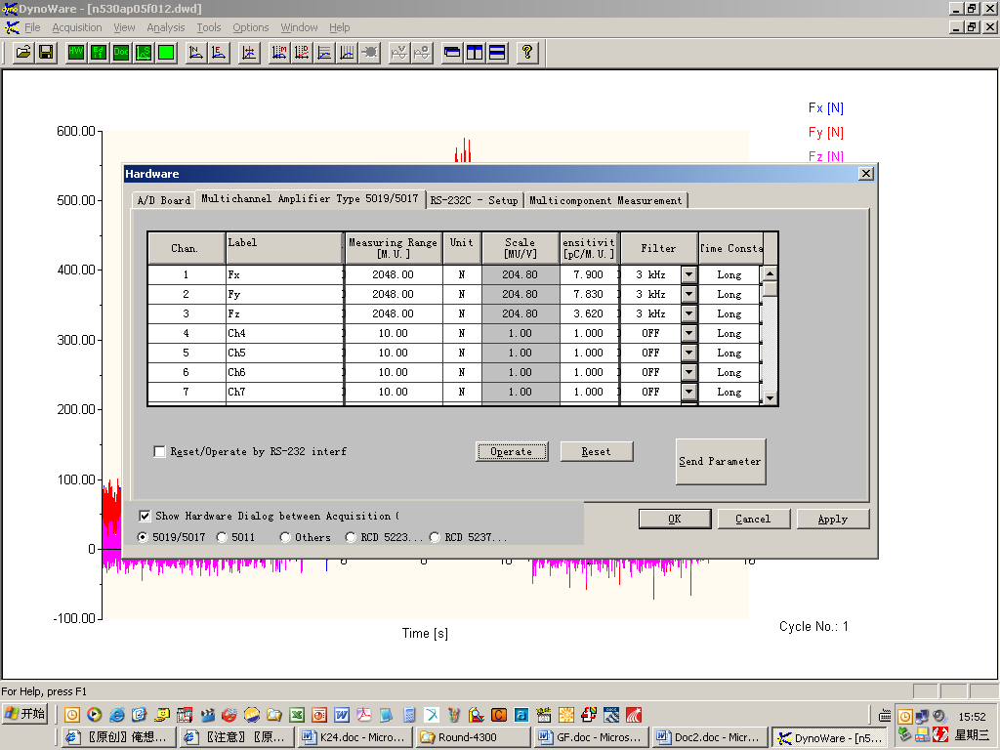 DynoWare - [n530ap05f012.dwd]
File Acquisition View Analysis Tools Options Window Help
Fx [N]
Fy [N]
Fz [N]
600.00
500.00
400.00
300.00
200.00
100.00
0
-100.00
Hardware
A/D Board Multichannel Amplifier Type 5019/5017 RS-232C - Setup Multicomponent Measurement
Chan. Label Measuring Range [M.U.] Unit Scale [MU/V] ensitivit [pC/M.U.] Filter Time Consta
1 Fx 2048.00 N 204.80 7.900 3 kHz Long
2 Fy 2048.00 N 204.80 7.830 3 kHz Long
3 Fz 2048.00 N 204.80 3.620 3 kHz Long
4 Ch4 10.00 N 1.00 1.000 OFF Long
5 Ch5 10.00 N 1.00 1.000 OFF Long
6 Ch6 10.00 N 1.00 1.000 OFF Long
7 Ch7 10.00 N 1.00 1.000 OFF Long
Reset/Operate by RS-232 interf
Operate Reset Send Parameter
Show Hardware Dialog between Acquisition (
5019/5017 5011 Others RCD 5223... RCD 5237...
OK Cancel Apply
Time [s]
Cycle No.: 1
For Help, press F1
开始
15:52
星期三
〖原创〗俺想... 〖注意〗〖原... K24.doc - Micro... Round-4300 GF.doc - Micros... Doc2.doc - Mic... DynoWare - [n5...